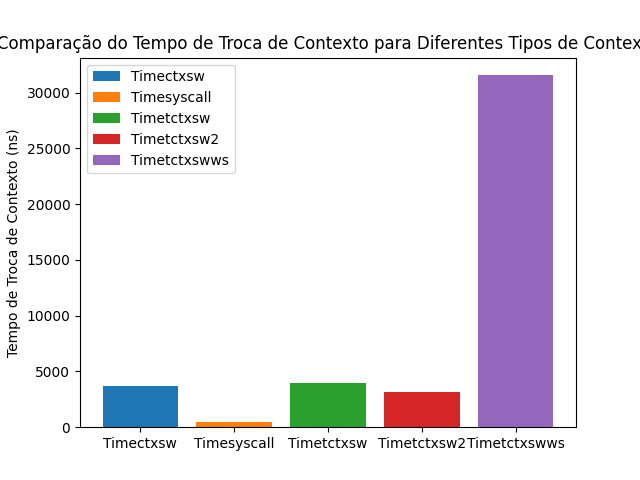 Comparação do Tempo de Troca de Contexto para Diferentes Tipos de
Timectxsw
Timesyscall
Timetctxsw
Timetctxsw2
Timetctxswws
Tempo de Troca de Contexto (ns)
30000
25000
20000
15000
10000
5000
0
Timectxsw Timesyscall Timetctxsw Timetctxsw2 Timetctxswws